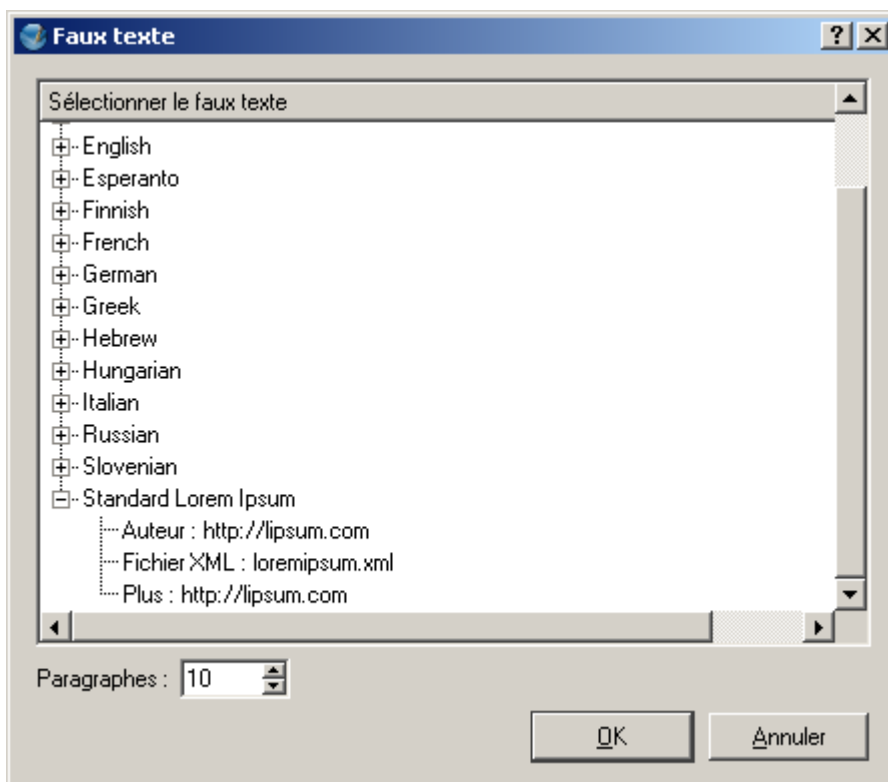 Faux texte
Sélectionner le faux texte
English
Esperanto
Finnish
French
German
Greek
Hebrew
Hungarian
Italian
Russian
Slovenian
Standard Lorem Ipsum
Auteur : http://lipsum.com
Fichier XML : loremipsum.xml
Plus : http://lipsum.com
Paragraphes : 10
OK Annuler